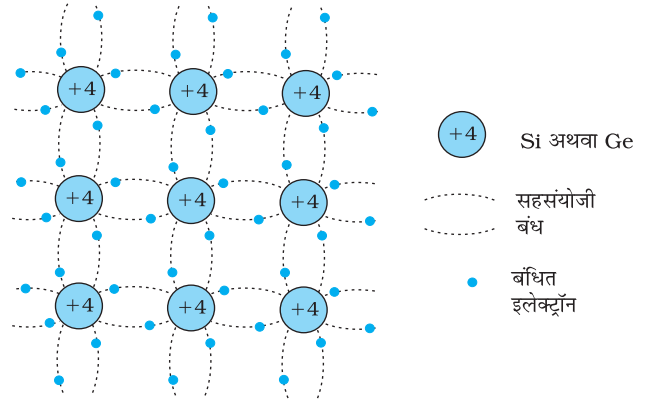 +4 +4 +4
+4 +4 +4
+4 +4 +4
+4 Si अथवा Ge
सहसंयोजी
बंध
बंधित
इलेक्ट्रॉन